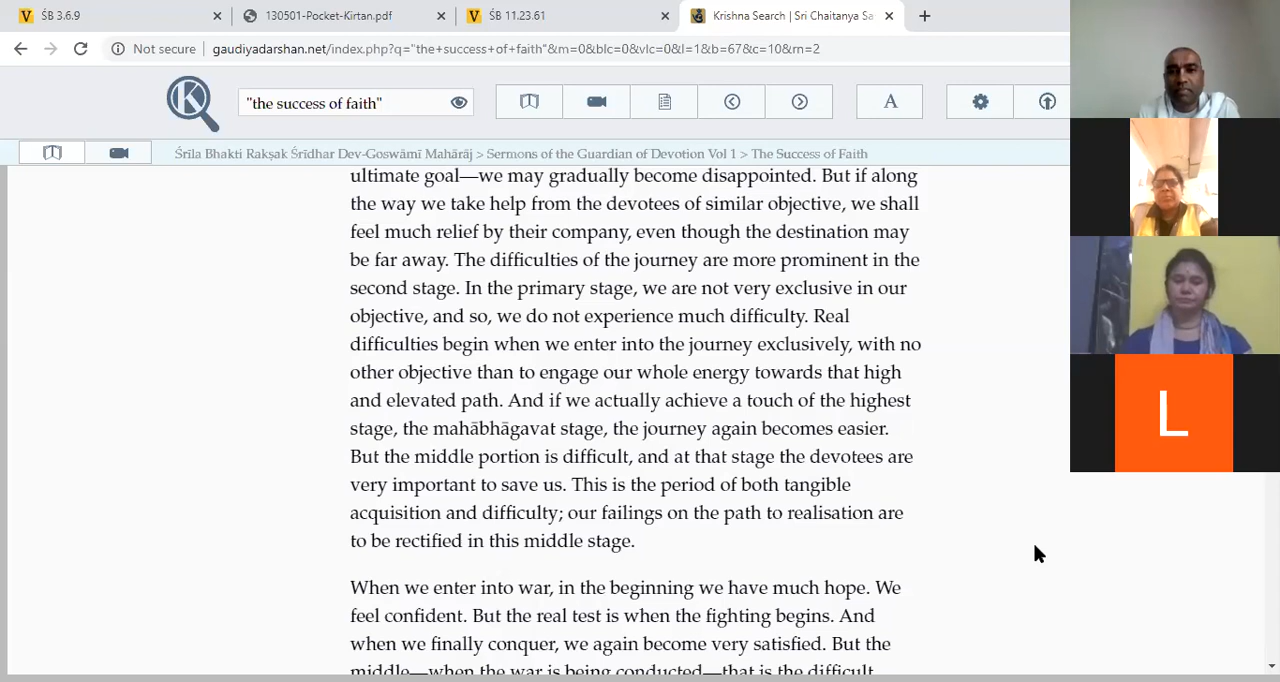 ŚB 3.6.9
130501-Pocket-Kirtan.pdf
ŚB 11.23.61
Krishna Search | Sri Chaitanya Sa
Not secure
gaudiyadarshan.net/index.php?q="the+success+of+faith"&m=0&blc=0&vlc=0&l=1&b=67&c=10&rn=2
K
"the success of faith"
A
Śrīla Bhakti Rakṣak Śrīdhar Dev-Goswāmī Mahārāj > Sermons of the Guardian of Devotion Vol 1 > The Success of Faith
ultimate goal—we may gradually become disappointed. But if along
the way we take help from the devotees of similar objective, we shall
feel much relief by their company, even though the destination may
be far away. The difficulties of the journey are more prominent in the
second stage. In the primary stage, we are not very exclusive in our
objective, and so, we do not experience much difficulty. Real
difficulties begin when we enter into the journey exclusively, with no
other objective than to engage our whole energy towards that high
and elevated path. And if we actually achieve a touch of the highest
stage, the mahābhāgavat stage, the journey again becomes easier.
But the middle portion is difficult, and at that stage the devotees are
very important to save us. This is the period of both tangible
acquisition and difficulty; our failings on the path to realisation are
to be rectified in this middle stage.
When we enter into war, in the beginning we have much hope. We
feel confident. But the real test is when the fighting begins. And
when we finally conquer, we again become very satisfied. But the
middle—when the war is being conducted—that is the difficult
L